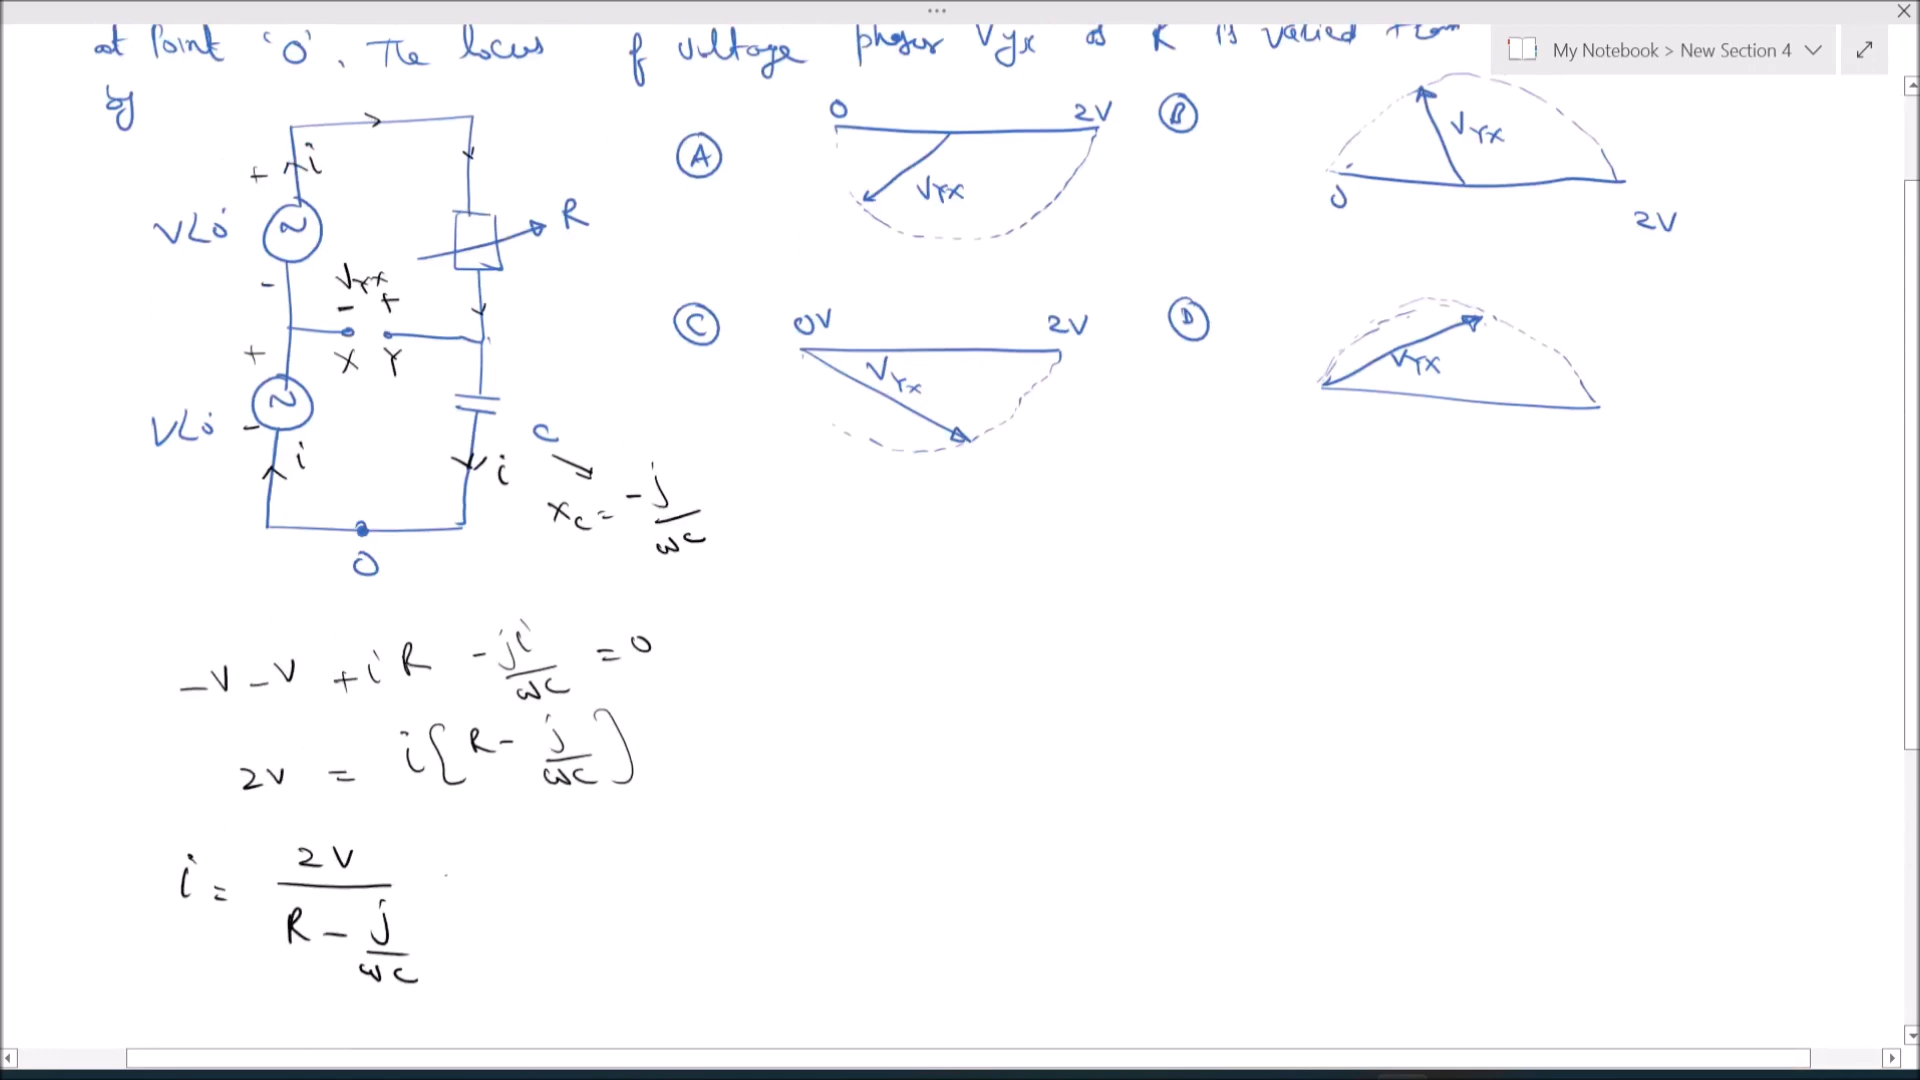 at Point 'O'. The locus of voltage phasor Vyx as R is varied from
by
My Notebook > New Section 4
i
+
V∠0
-
R
VYX
- +
X Y
+
V∠0
-
i
C
i
xc = -j/ωC
O
A
0 2V
VYX
B
VYX
0 2V
C
0V 2V
VYX
D
VYX
-V-V +iR -ji/ωC = 0
2V = i{R - j/ωC}
i = 2V/(R - j/ωC)